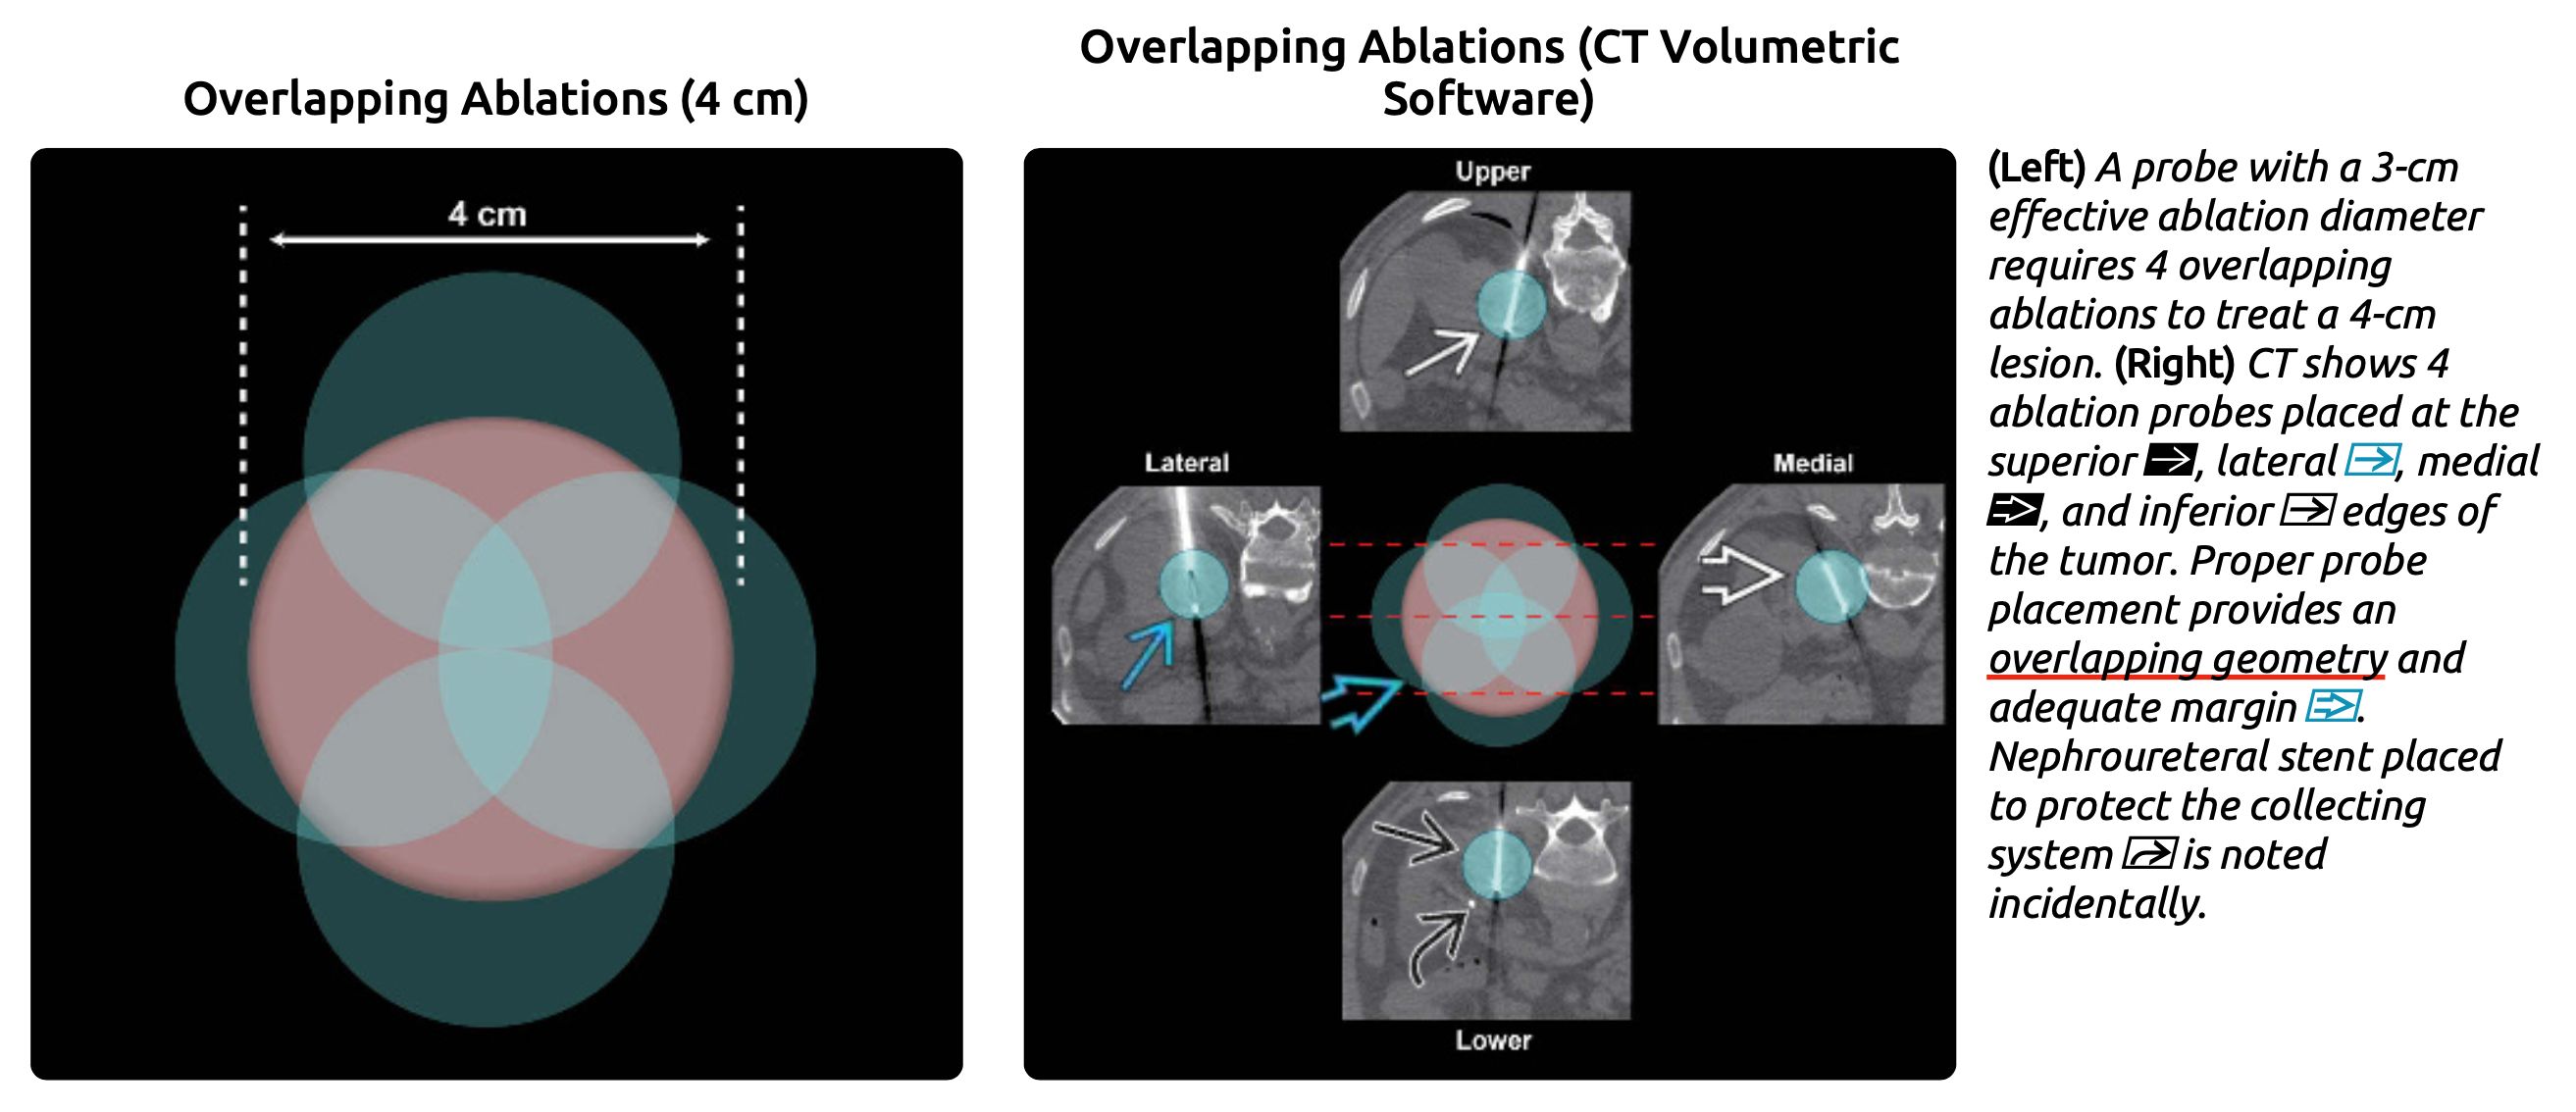 Overlapping Ablations (4 cm)
4 cm
Overlapping Ablations (CT Volumetric
Software)
Upper
Lateral
Medial
Lower
(Left) A probe with a 3-cm
effective ablation diameter
requires 4 overlapping
ablations to treat a 4-cm
lesion. (Right) CT shows 4
ablation probes placed at the
superior, lateral, medial
, and inferior edges of
the tumor. Proper probe
placement provides an
overlapping geometry and
adequate margin.
Nephroureteral stent placed
to protect the collecting
system is noted
incidentally.